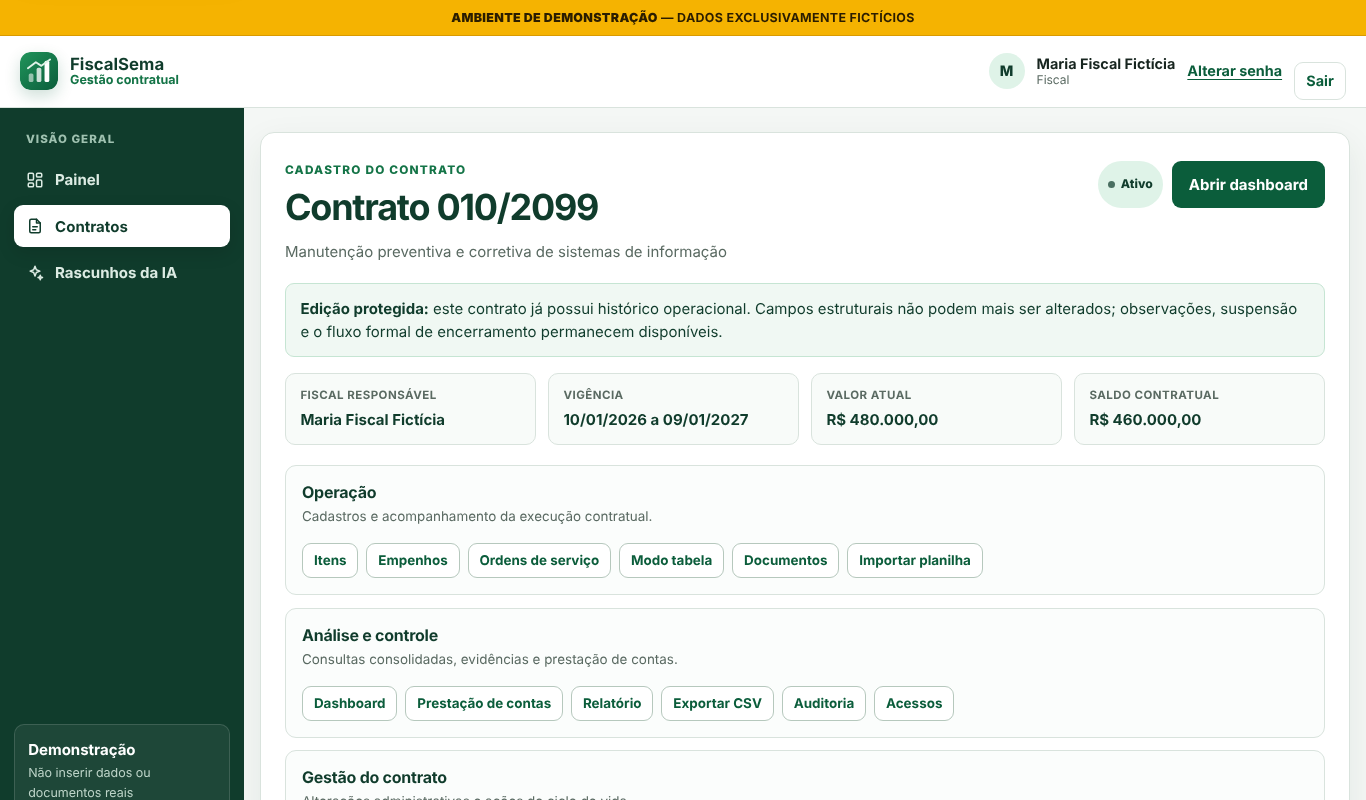 AMBIENTE DE DEMONSTRAÇÃO — DADOS EXCLUSIVAMENTE FICTÍCIOS
FiscalSema
Gestão contratual
M
Maria Fiscal Fictícia
Fiscal
Alterar senha
Sair
VISÃO GERAL
Painel
Contratos
Rascunhos da IA
Demonstração
Não inserir dados ou
documentos reais
CADASTRO DO CONTRATO
Contrato 010/2099
Manutenção preventiva e corretiva de sistemas de informação
Ativo
Abrir dashboard
Edição protegida: este contrato já possui histórico operacional. Campos estruturais não podem mais ser alterados; observações, suspensão
e o fluxo formal de encerramento permanecem disponíveis.
FISCAL RESPONSÁVEL
Maria Fiscal Fictícia
VIGÊNCIA
10/01/2026 a 09/01/2027
VALOR ATUAL
R$ 480.000,00
SALDO CONTRATUAL
R$ 460.000,00
Operação
Cadastros e acompanhamento da execução contratual.
Itens
Empenhos
Ordens de serviço
Modo tabela
Documentos
Importar planilha
Análise e controle
Consultas consolidadas, evidências e prestação de contas.
Dashboard
Prestação de contas
Relatório
Exportar CSV
Auditoria
Acessos
Gestão do contrato